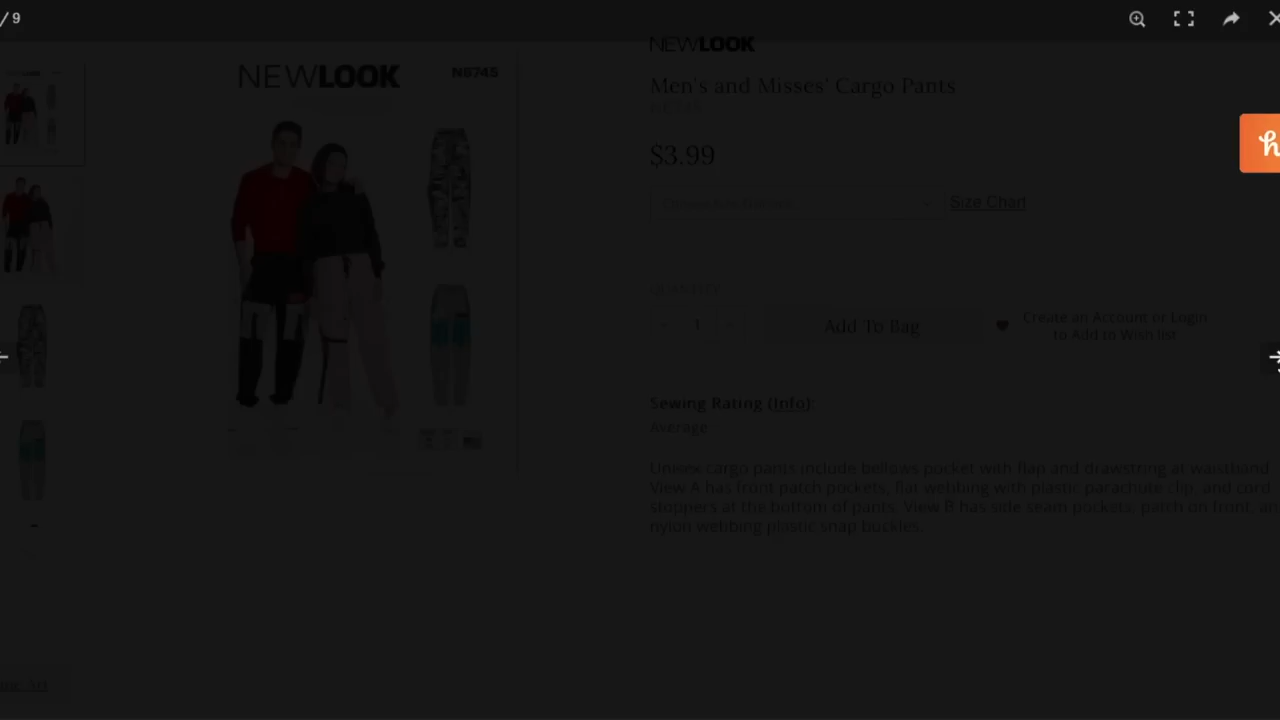 / 9
NEWLOOK
NEWLOOK
N6745
Men's and Misses' Cargo Pants
$3.99
Size Chart
1
Add To Bag
Create an Account or Login
to Add to Wish list
Sewing Rating (Info):
Average
Unisex cargo pants include bellows pocket with flap and drawstring at waistband
View A has front patch pockets, flat webbing with plastic parachute clip, and cord
stoppers at the bottom of pants. View B has side seam pockets, patch on front, an
nylon webbing plastic snap buckles.
Art